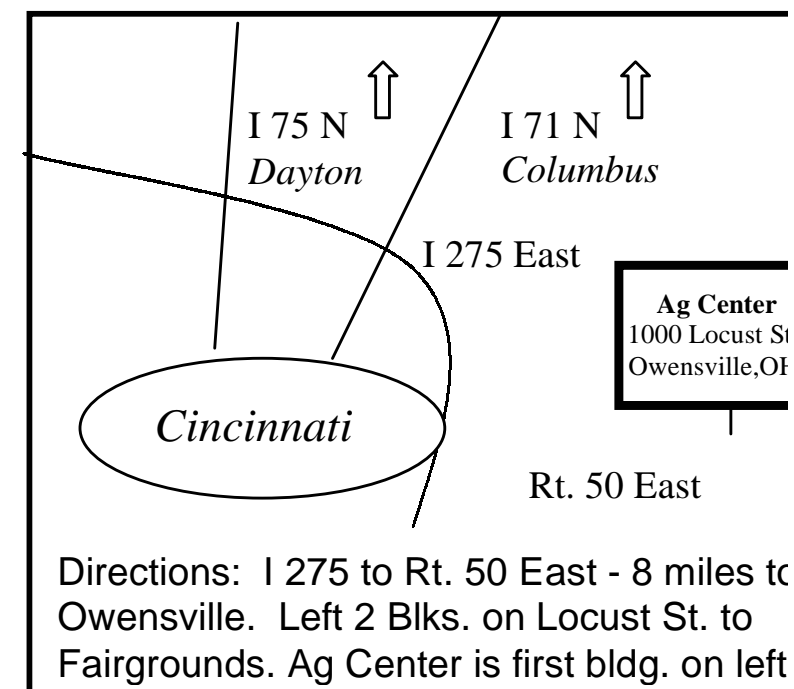 I 75 N
Dayton
I 71 N
Columbus
I 275 East
Ag Center
1000 Locust St
Owensville,OH
Cincinnati
Rt. 50 East
Directions:  I 275 to Rt. 50 East - 8 miles to
Owensville.  Left 2 Blks. on Locust St. to
Fairgrounds. Ag Center is first bldg. on left